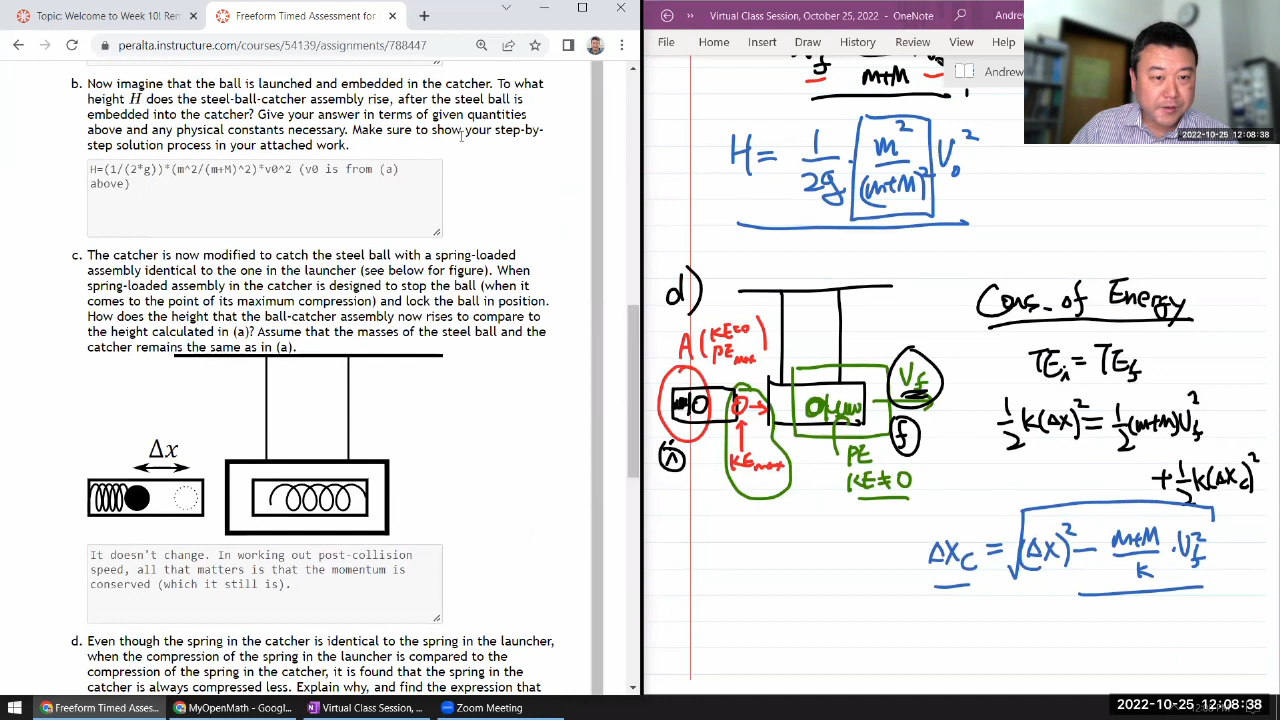 Topic: Welcome to Week 10! Rem
Freeform Timed Assessment for
peralta.instructure.com/courses/54139/assignments/788447
b. Now imagine that the ball is launched and embedded in the catcher. To what
height H does the steel-ball-catcher assembly rise, after the steel ball is
embedded into the catcher? Give your answer in terms of given quantities
above and any physical constants necessary. Make sure to show your step-by-
step solution process in your attached work.
H=(1/(2*g))*(m^2/(m+M)^2)*v0^2 (v0 is from (a)
above)
c. The catcher is now modified to catch the steel ball with a spring-loaded
assembly identical to the one in the launcher (see below for figure). When
spring-loaded assembly in the catcher is designed to stop the ball (when it
comes to the point of its maximum compression) and lock the ball in position.
How does the height that the ball-catcher assembly now rises to compare to
the height calculated in (a)? Assume that the masses of the steel ball and the
catcher remains the same as in (a).
Δx
It doesn't change. In working out post-collision
speed, all that matters is that the momentum is
conserved (which it still is).
d. Even though the spring in the catcher is identical to the spring in the launcher,
when the compression of the spring in the launcher is compared to the
compression of the spring in the catcher, it is found that the spring in the
catcher is always compressed less. Explain why and find the expression that
Virtual Class Session, October 25, 2022 - OneNote
Andrew
File Home Insert Draw History Review View Help
Andrew
m+M
H = 1/2g · m²/(m+M)² V₀²
d)
A (KE=0
PE max)
KE max
V_f
i
f
PE
KE ≠ 0
Cons. of Energy
TE_i = TE_f
1/2 k(Δx)² = 1/2 (m+M)V_f²
+ 1/2 k(Δx_c)²
Δx_c = √((Δx)² − m+M/k · V_f²)
2022-10-25 12:08:38
Freeform Timed Asses...
MyOpenMath - Googl...
Virtual Class Session, ...
Zoom Meeting
2022-10-25 12:08:38